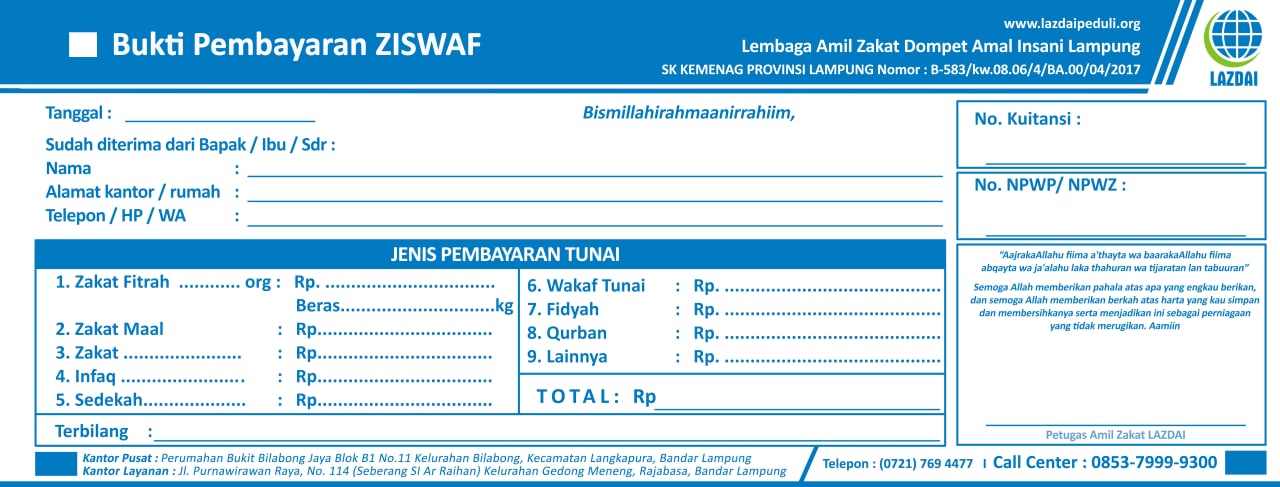 Bukti Pembayaran ZISWAF
www.lazdaipeduli.org
Lembaga Amil Zakat Dompet Amal Insani Lampung
SK KEMENAG PROVINSI LAMPUNG Nomor : B-583/kw.08.06/4/BA.00/04/2017
LAZDAI
Tanggal : ____________________
Bismillahirahmaanirrahiim,
Sudah diterima dari Bapak / Ibu / Sdr :
Nama :
Alamat kantor / rumah :
Telepon / HP / WA :
No. Kuitansi :
No. NPWP/ NPWZ :
JENIS PEMBAYARAN TUNAI
1. Zakat Fitrah ............ org : Rp. .................................
Beras..............................kg
2. Zakat Maal : Rp..................................
3. Zakat ....................... : Rp..................................
4. Infaq ........................ : Rp..................................
5. Sedekah.................... : Rp..................................
6. Wakaf Tunai : Rp. ..........................................
7. Fidyah : Rp. ..........................................
8. Qurban : Rp. ..........................................
9. Lainnya : Rp. ..........................................
TOTAL : Rp
Terbilang :
"AajrakaAllahu fiima a'thayta wa baarakaAllahu fiima
abqayta wa ja'alahu laka thahuran wa tijaratan lan tabuuran"
Semoga Allah memberikan pahala atas apa yang engkau berikan,
dan semoga Allah memberikan berkah atas harta yang kau simpan
dan membersihkanya serta menjadikan ini sebagai perniagaan
yang tidak merugikan. Aamiin
Petugas Amil Zakat LAZDAI
Kantor Pusat : Perumahan Bukit Bilabong Jaya Blok B1 No.11 Kelurahan Bilabong, Kecamatan Langkapura, Bandar Lampung
Kantor Layanan : Jl. Purnawirawan Raya, No. 114 (Seberang SI Ar Raihan) Kelurahan Gedong Meneng, Rajabasa, Bandar Lampung
Telepon : (0721) 769 4477 I Call Center : 0853-7999-9300